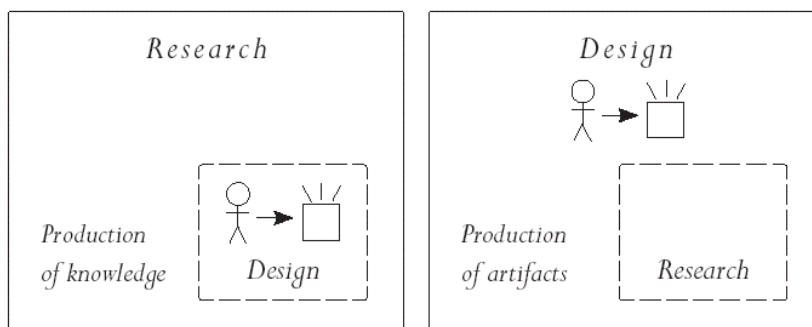 Research
Production
of knowledge
Design
Design
Production
of artifacts
Research